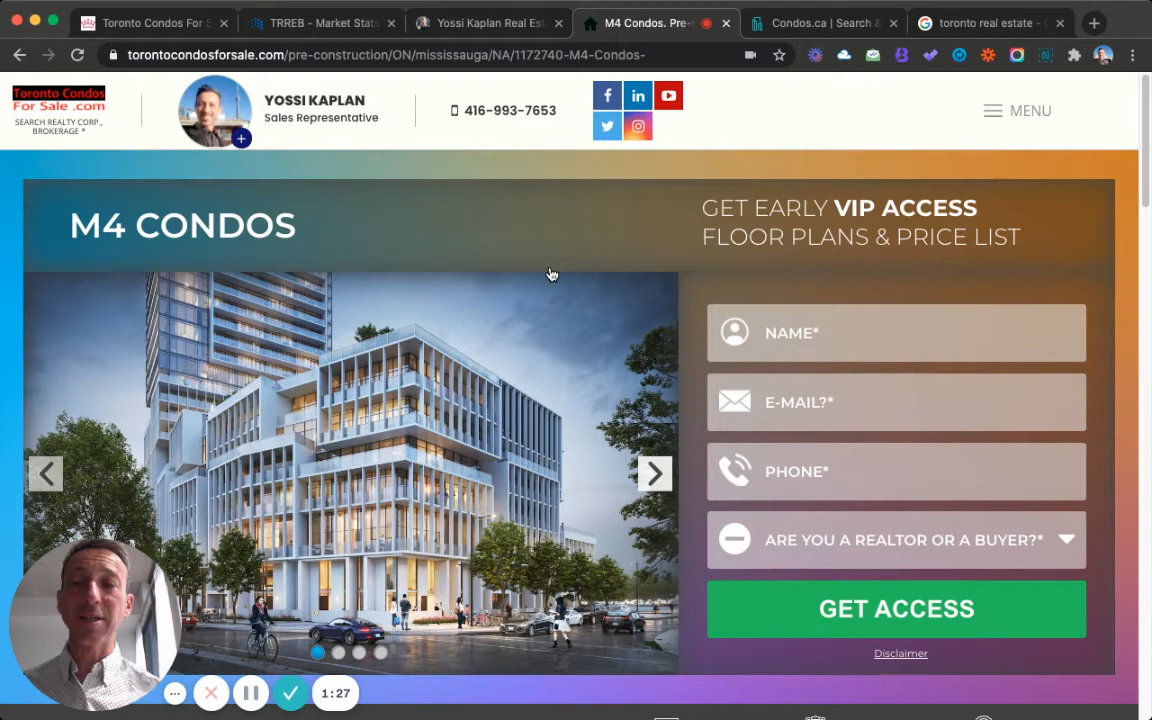 Toronto Condos For S
TRREB - Market Stats
Yossi Kaplan Real Est
M4 Condos. Pre-
Condos.ca | Search &
toronto real estate -
torontocondosforsale.com/pre-construction/ON/mississauga/NA/1172740-M4-Condos-
Toronto Condos
For Sale .com
SEARCH REALTY CORP.,
BROKERAGE *
YOSSI KAPLAN
Sales Representative
416-993-7653
MENU
M4 CONDOS
GET EARLY VIP ACCESS
FLOOR PLANS & PRICE LIST
NAME*
E-MAIL?*
PHONE*
ARE YOU A REALTOR OR A BUYER?*
GET ACCESS
Disclaimer
1:27